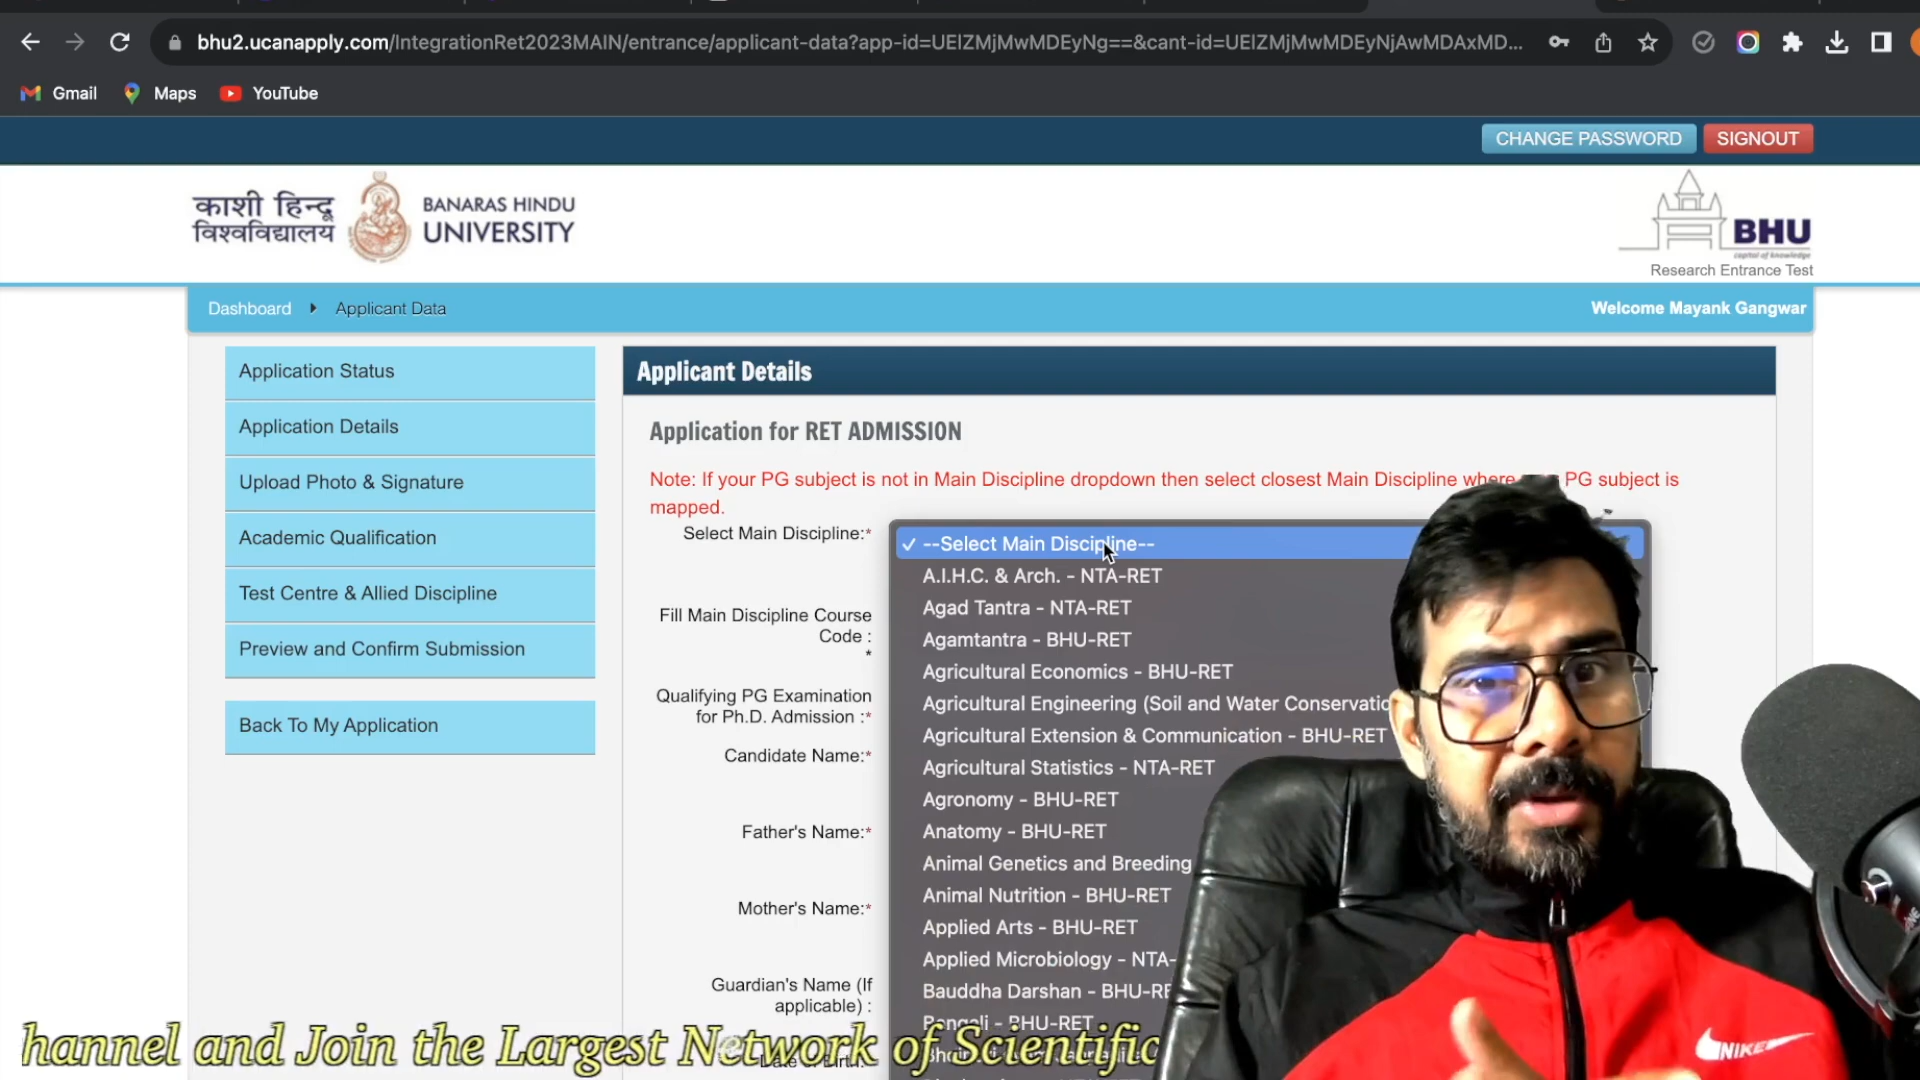 bhu2.ucanapply.com/IntegrationRet2023MAIN/entrance/applicant-data?app-id=UElZMjMwMDEyNg==&cant-id=UElZMjMwMDEyNjAwMDAxMD...
Gmail Maps YouTube
CHANGE PASSWORD SIGNOUT
काशी हिन्दू
विश्वविद्यालय
BANARAS HINDU
UNIVERSITY
BHU
capital of knowledge
Research Entrance Test
Dashboard Applicant Data Welcome Mayank Gangwar
Application Status
Application Details
Upload Photo & Signature
Academic Qualification
Test Centre & Allied Discipline
Preview and Confirm Submission
Back To My Application
Applicant Details
Application for RET ADMISSION
Note: If your PG subject is not in Main Discipline dropdown then select closest Main Discipline where PG subject is
mapped.
Select Main Discipline:*
Fill Main Discipline Course
Code :
*
Qualifying PG Examination
for Ph.D. Admission :*
Candidate Name:*
Father's Name:*
Mother's Name:*
Guardian's Name (If
applicable) :
✓ --Select Main Discipline--
A.I.H.C. & Arch. - NTA-RET
Agad Tantra - NTA-RET
Agamtantra - BHU-RET
Agricultural Economics - BHU-RET
Agricultural Engineering (Soil and Water Conservatio
Agricultural Extension & Communication - BHU-RET
Agricultural Statistics - NTA-RET
Agronomy - BHU-RET
Anatomy - BHU-RET
Animal Genetics and Breeding
Animal Nutrition - BHU-RET
Applied Arts - BHU-RET
Applied Microbiology - NTA-
Bauddha Darshan - BHU-RE
Bengali - BHU-RET
hannel and Join the Largest Network of Scientific
NIKE